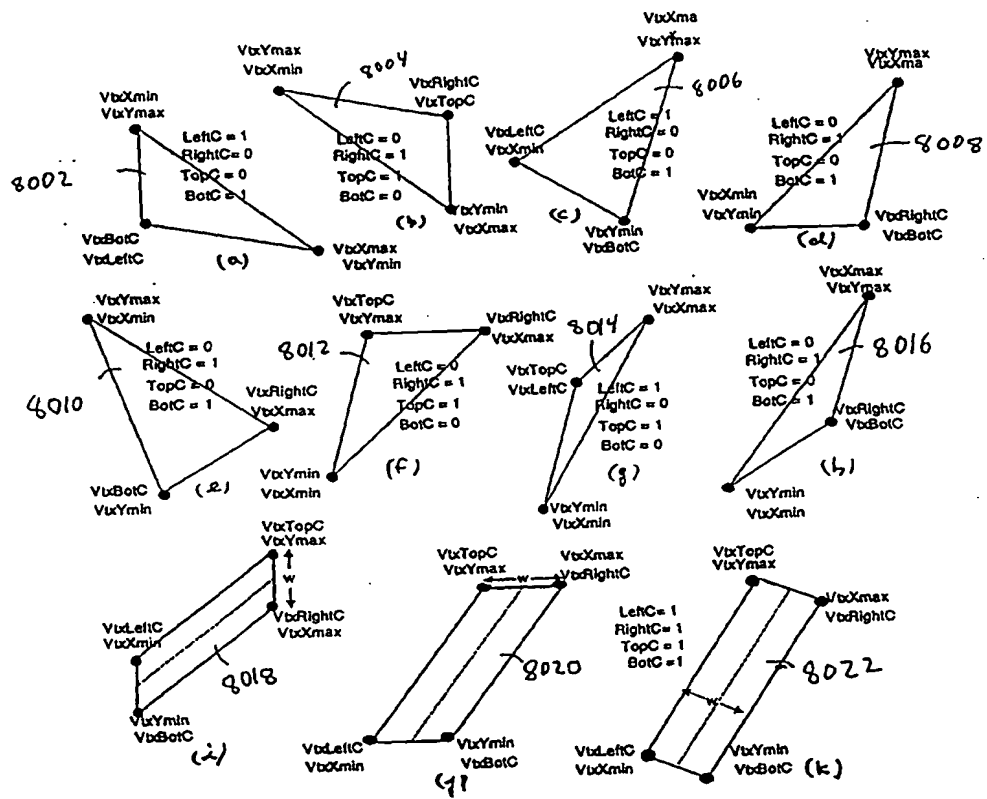 VtxXmin
VtxYmax
8002
LeftC = 1
RightC = 0
TopC = 0
BotC = 1
VtxBotC
VtxLeftC
(a)
VtxXmax
VtxYmin
VtxYmax
VtxXmin
8004
VtxRightC
VtxTopC
LeftC = 0
RightC = 1
TopC = 1
BotC = 0
(b)
VtxYmin
VtxXmax
VtxXma
x
VtxYmax
8006
VtxLeftC
VtxXmin
LeftC = 1
RightC = 0
TopC = 0
BotC = 1
(c)
VtxYmin
VtxBotC
VtxYmax
VtxXma
LeftC = 0
RightC = 1
TopC = 0
BotC = 1
8008
VtxXmin
VtxYmin
(d)
VtxRightC
VtxBotC
VtxYmax
VtxXmin
LeftC = 0
RightC = 1
TopC = 0
BotC = 1
8010
VtxRightC
VtxXmax
VtxBotC
VtxYmin
(e)
VtxTopC
VtxYmax
8012
VtxRightC
VtxXmax
LeftC = 0
RightC = 1
TopC = 1
BotC = 0
VtxYmin
VtxXmin
(f)
8014
VtxYmax
VtxXmax
VtxTopC
VtxLeftC
LeftC = 1
RightC = 0
TopC = 1
BotC = 0
(g)
VtxYmin
VtxXmin
VtxXmax
VtxYmax
LeftC = 0
RightC = 1
TopC = 0
BotC = 1
8016
VtxRightC
VtxBotC
(h)
VtxYmin
VtxXmin
VtxTopC
VtxYmax
w
VtxRightC
VtxXmax
VtxLeftC
VtxXmin
8018
VtxYmin
VtxBotC
(i)
VtxTopC
VtxYmax
w
VtxXmax
VtxRightC
8020
VtxLeftC
VtxXmin
VtxYmin
VtxBotC
(j)
VtxTopC
VtxYmax
LeftC = 1
RightC = 1
TopC = 1
BotC = 1
VtxXmax
VtxRightC
8022
w
VtxLeftC
VtxXmin
VtxYmin
VtxBotC
(k)